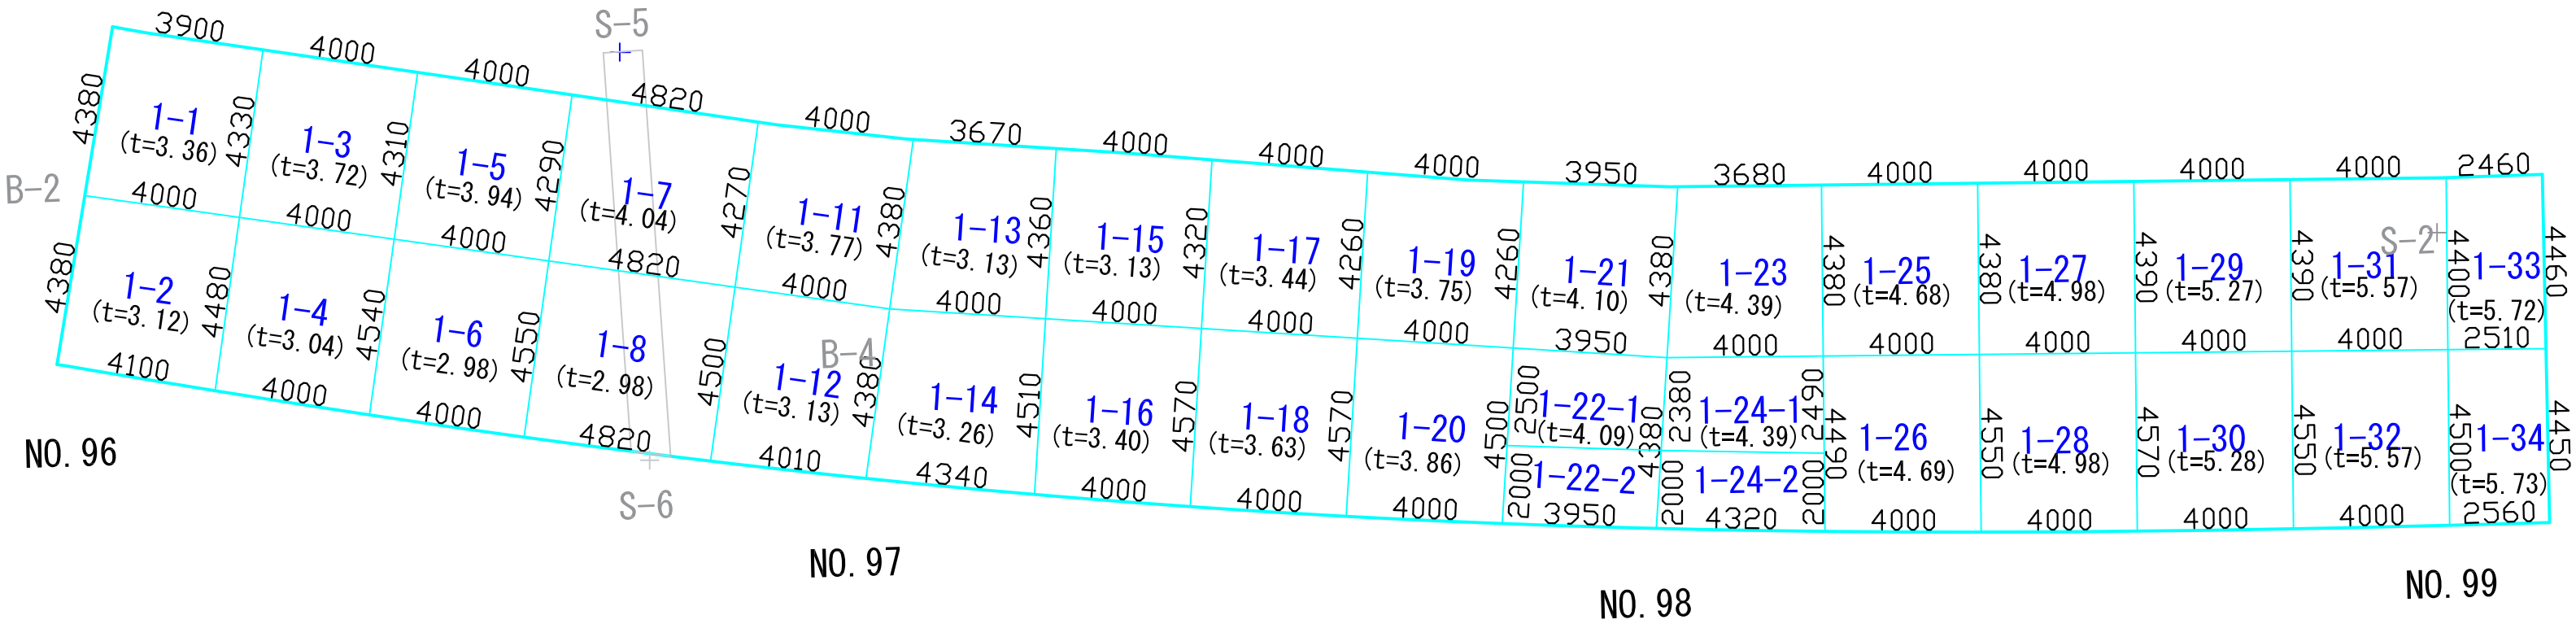 S-5
3900
4000
4000
4820
4000
3670
4000
4000
4000
3950
3680
4000
4000
4000
4000
2460
4380
1-1
(t=3.36)
4330
1-3
(t=3.72)
4310
1-5
(t=3.94)
4290
1-7
(t=4.04)
4270
1-11
(t=3.77)
4380
1-13
(t=3.13)
4360
1-15
(t=3.13)
4320
1-17
(t=3.44)
4260
1-19
(t=3.75)
4260
1-21
(t=4.10)
4380
1-23
(t=4.39)
4380
1-25
(t=4.68)
4380
1-27
(t=4.98)
4390
1-29
(t=5.27)
4390
1-31
(t=5.57)
S-2
4400
1-33
(t=5.72)
4460
B-2
4000
4000
4000
4820
4000
4000
4000
4000
4000
3950
4000
4000
4000
4000
4000
2510
4380
1-2
(t=3.12)
4480
1-4
(t=3.04)
4540
1-6
(t=2.98)
4550
1-8
(t=2.98)
4500
1-12
(t=3.13)
B-4
4380
1-14
(t=3.26)
4510
1-16
(t=3.40)
4570
1-18
(t=3.63)
4570
1-20
(t=3.86)
4500
2500
1-22-1
(t=4.09)
4380
2380
1-24-1
(t=4.39)
2490
4490
1-26
(t=4.69)
4550
1-28
(t=4.98)
4570
1-30
(t=5.28)
4550
1-32
(t=5.57)
4500
1-34
(t=5.73)
4450
2000
1-22-2
2000
1-24-2
2000
4100
4000
4000
4820
4010
4340
4000
4000
4000
3950
4320
4000
4000
4000
4000
2560
S-6
NO.96
NO.97
NO.98
NO.99